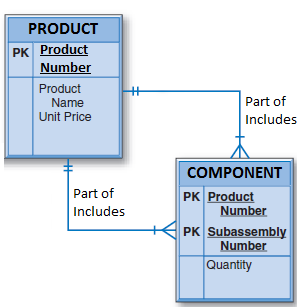 PRODUCT
PK Product
Number
Product
Name
Unit Price
Part of
Includes
Part of
Includes
COMPONENT
PK Product
Number
PK Subassembly
Number
Quantity